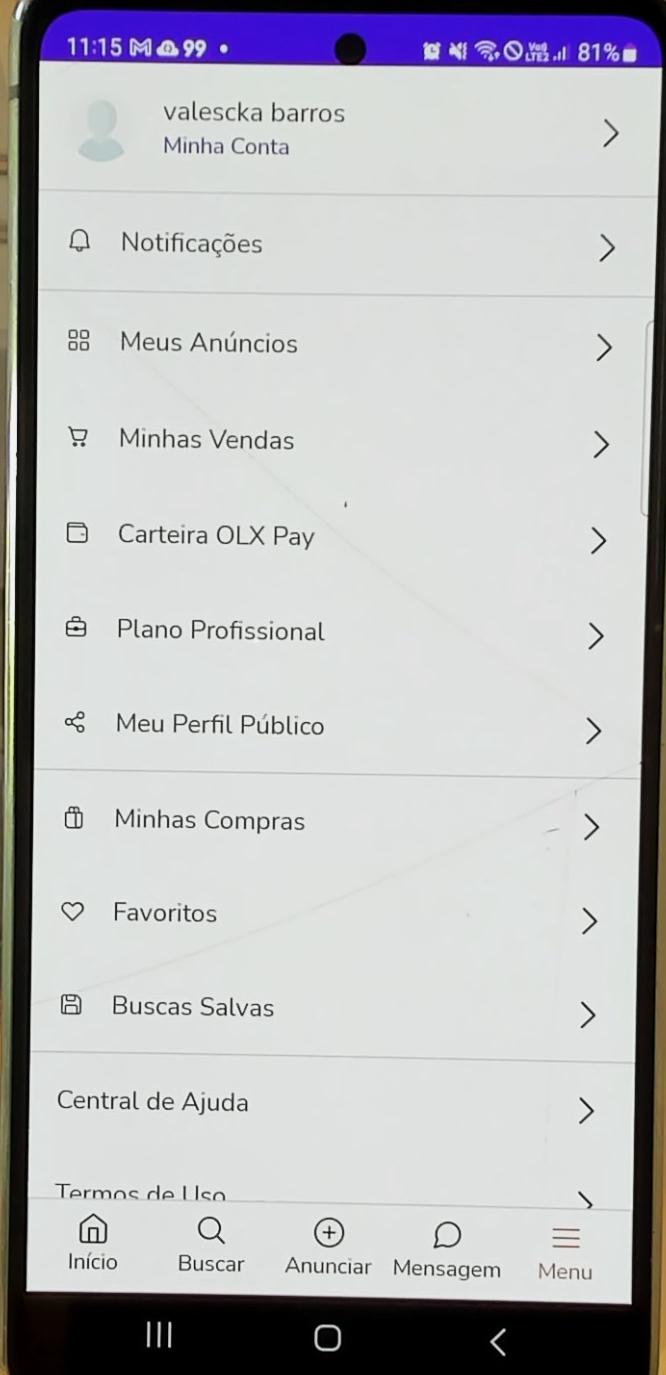 11:15 99 81%
valescka barros
Minha Conta
Notificações
Meus Anúncios
Minhas Vendas
Carteira OLX Pay
Plano Profissional
Meu Perfil Público
Minhas Compras
Favoritos
Buscas Salvas
Central de Ajuda
Termos de Uso
Início Buscar Anunciar Mensagem Menu